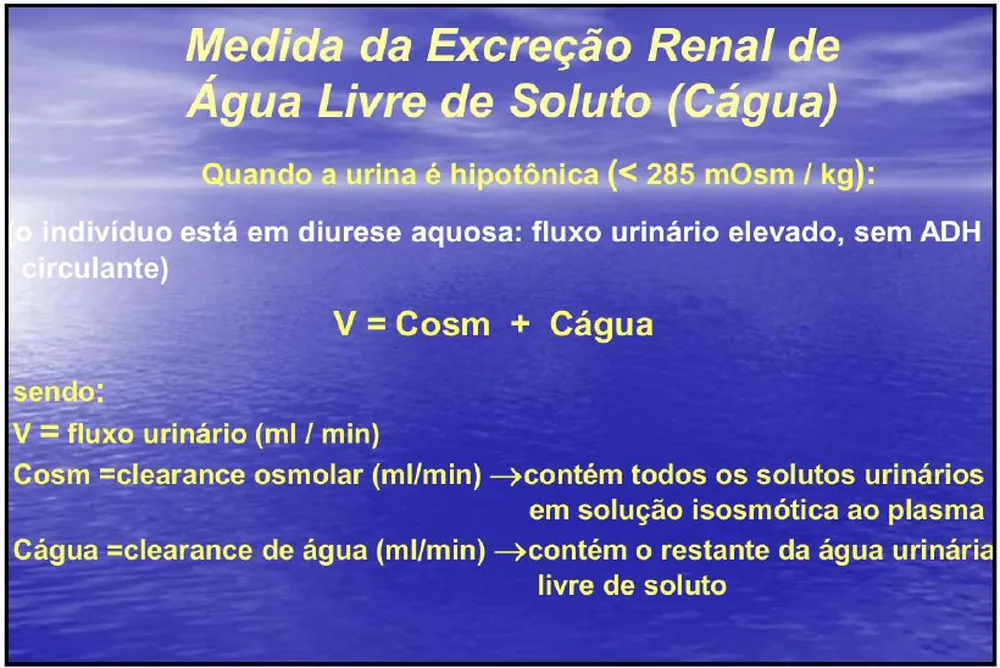 Medida da Excreção Renal de
Água Livre de Soluto (Cágua)
Quando a urina é hipotônica (< 285 mOsm / kg):
o indivíduo está em diurese aquosa: fluxo urinário elevado, sem ADH
circulante)
V = Cosm + Cágua
sendo:
V = fluxo urinário (ml / min)
Cosm =clearance osmolar (ml/min) →contém todos os solutos urinários
em solução isosmótica ao plasma
Cágua =clearance de água (ml/min) →contém o restante da água urinária
livre de soluto